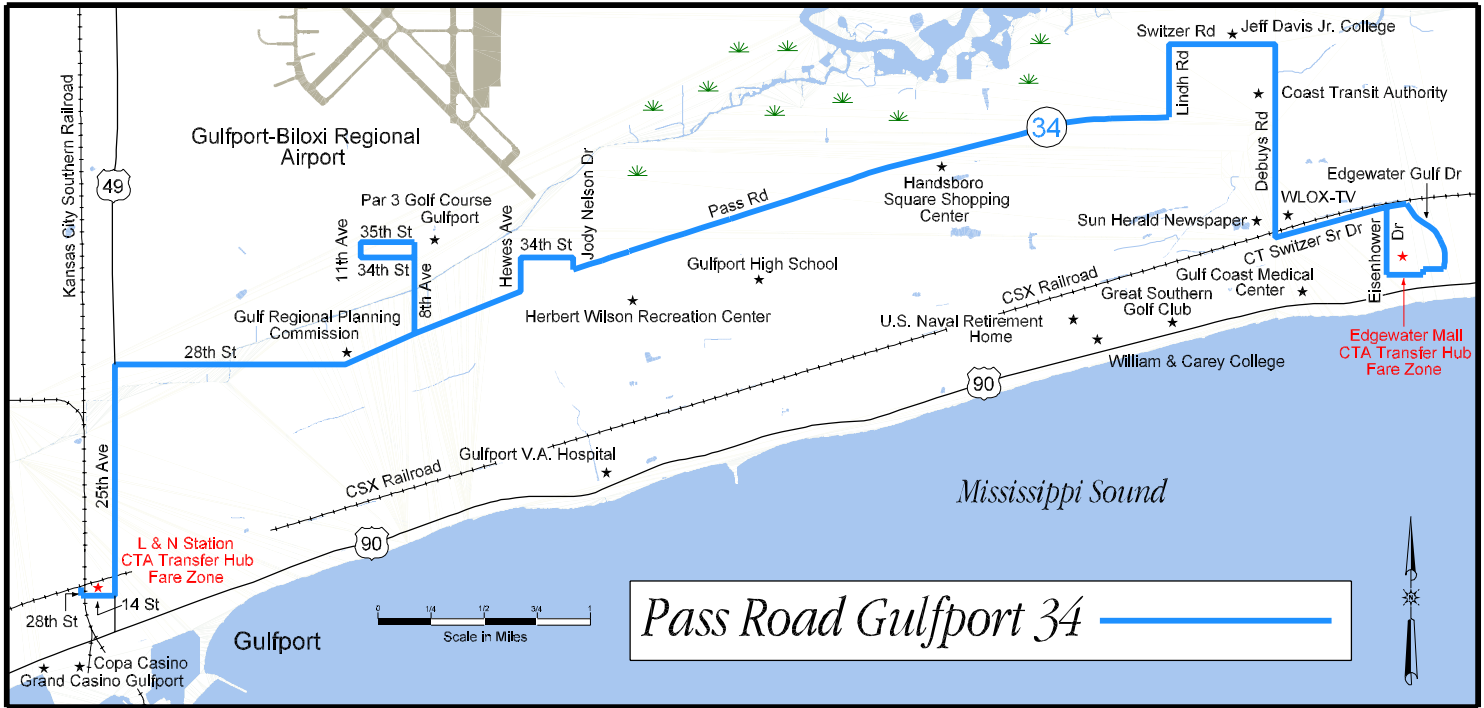 Switzer Rd
Jeff Davis Jr. College
Kansas City Southern Railroad
Lindh Rd
Coast Transit Authority
34
Gulfport-Biloxi Regional
Airport
Debuys Rd
Jody Nelson Dr
49
Handsboro
Square Shopping
Center
Edgewater Gulf Dr
Par 3 Golf Course
Gulfport
Pass Rd
WLOX-TV
Sun Herald Newspaper
11th Ave
35th St
34th St
8th Ave
Hewes Ave
34th St
CT Switzer Sr Dr
Eisenhower
Dr
Gulfport High School
CSX Railroad
Gulf Coast Medical
Center
Great Southern
Golf Club
Gulf Regional Planning
Commission
Herbert Wilson Recreation Center
U.S. Naval Retirement
Home
Edgewater Mall
CTA Transfer Hub
Fare Zone
28th St
William & Carey College
90
25th Ave
Gulfport V.A. Hospital
CSX Railroad
Mississippi Sound
90
L & N Station
CTA Transfer Hub
Fare Zone
14 St
28th St
0 1/4 1/2 3/4 1
Scale in Miles
Gulfport
Pass Road Gulfport 34
N
Copa Casino
Grand Casino Gulfport